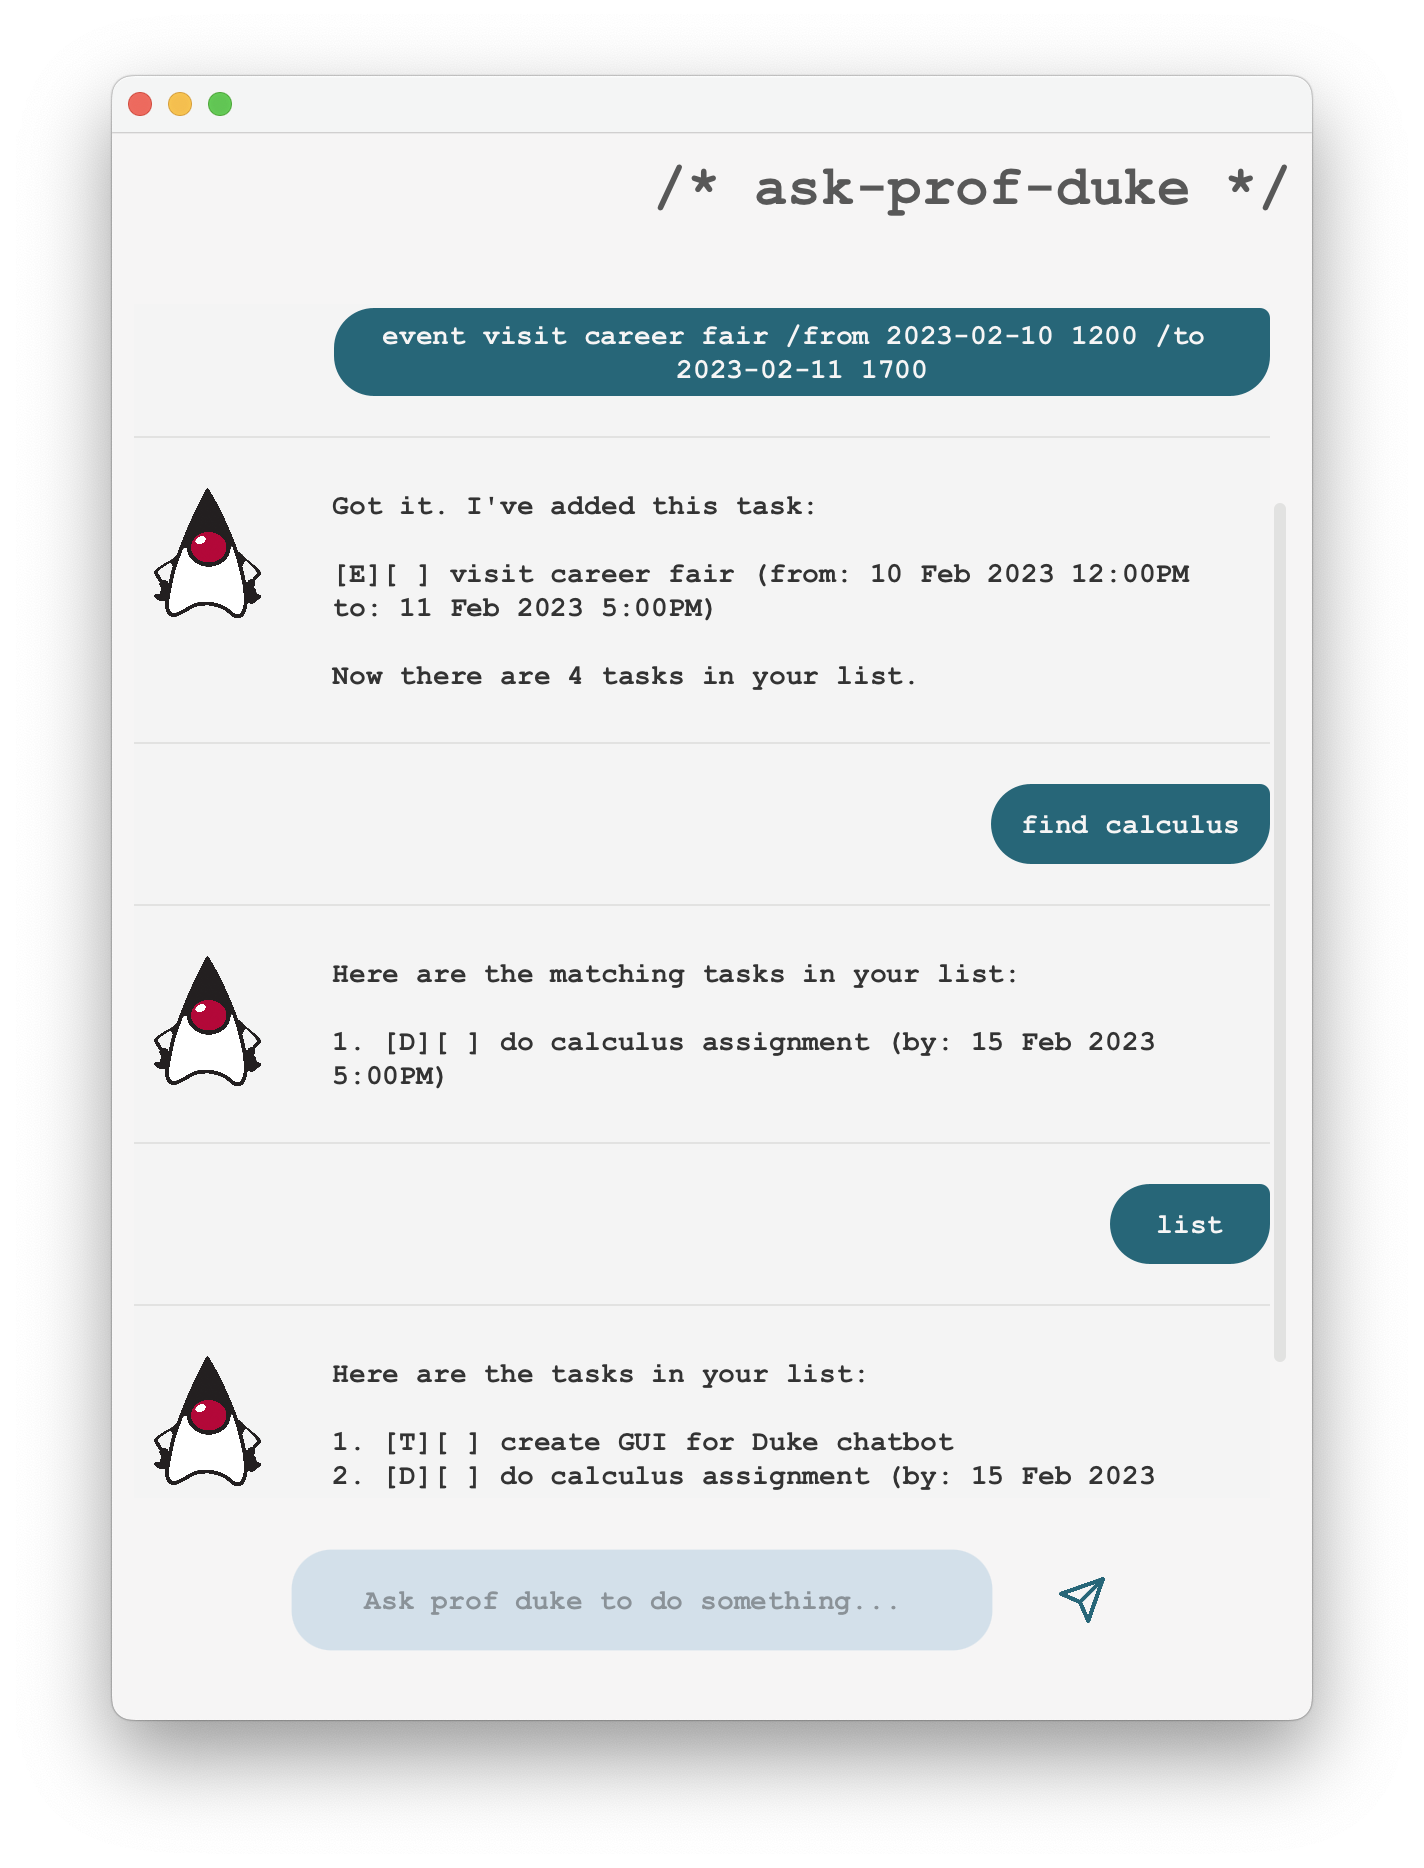 /* ask-prof-duke */
event visit career fair /from 2023-02-10 1200 /to
2023-02-11 1700
Got it. I've added this task:
[E][ ] visit career fair (from: 10 Feb 2023 12:00PM
to: 11 Feb 2023 5:00PM)
Now there are 4 tasks in your list.
find calculus
Here are the matching tasks in your list:
1. [D][ ] do calculus assignment (by: 15 Feb 2023
5:00PM)
list
Here are the tasks in your list:
1. [T][ ] create GUI for Duke chatbot
2. [D][ ] do calculus assignment (by: 15 Feb 2023
Ask prof duke to do something...